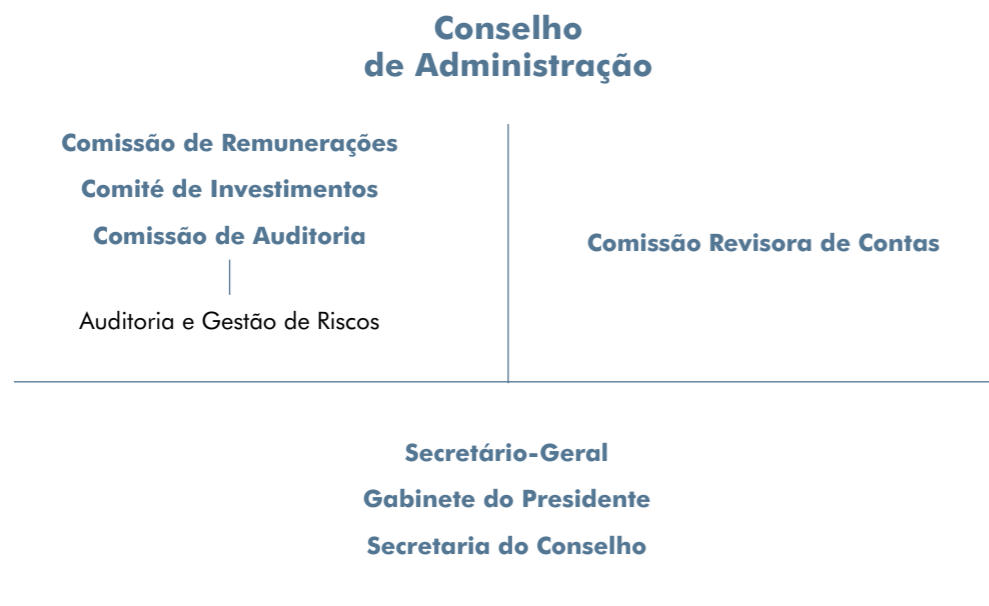 Conselho
de Administração
Comissão de Remunerações
Comité de Investimentos
Comissão de Auditoria
Auditoria e Gestão de Riscos
Comissão Revisora de Contas
Secretário-Geral
Gabinete do Presidente
Secretaria do Conselho